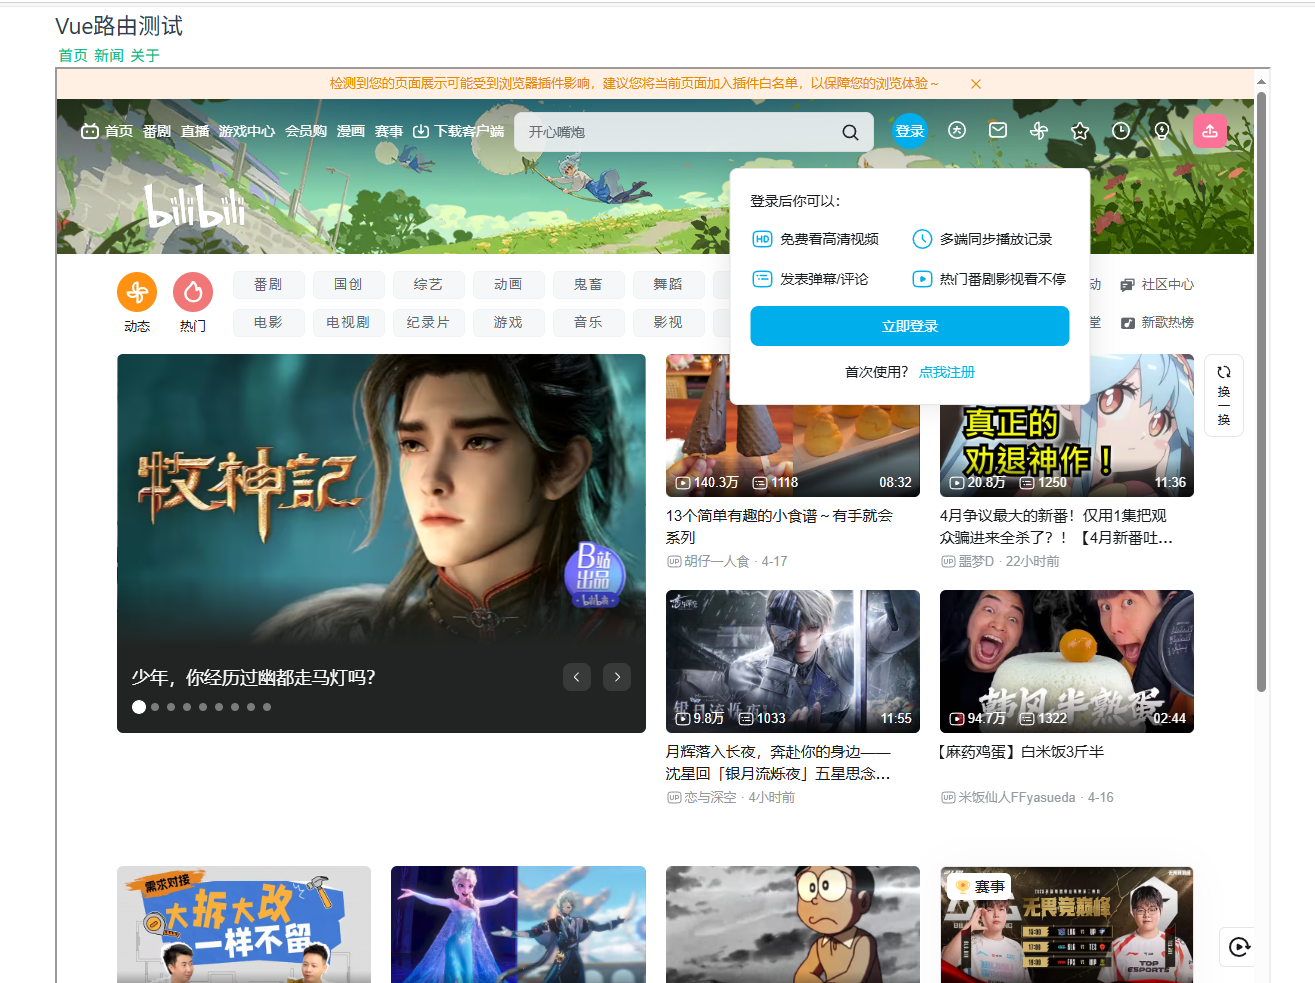 Vue路由测试
首页 新闻 关于
检测到您的页面展示可能受到浏览器插件影响，建议您将当前页面加入插件白名单，以保障您的浏览体验～
首页 番剧 直播 游戏中心 会员购 漫画 赛事 下载客户端
开心嘴炮
登录
bilibili
登录后你可以：
HD 免费看高清视频
多端同步播放记录
发表弹幕/评论
热门番剧影视看不停
立即登录
首次使用？ 点我注册
动态
热门
番剧 国创 综艺 动画 鬼畜 舞蹈
动 社区中心
电影 电视剧 纪录片 游戏 音乐 影视
堂 新歌热榜
牧神記
B站出品
bilibili
少年，你经历过幽都走马灯吗？
140.3万 1118 08:32
13个简单有趣的小食谱～有手就会
系列
UP 胡仔一人食 · 4-17
真正的
劝退神作！
20.8万 1250 11:36
4月争议最大的新番！仅用1集把观
众骗进来全杀了？！【4月新番吐...
UP 噩梦D · 22小时前
换一换
银月流烁夜
9.8万 1033 11:55
月辉落入长夜，奔赴你的身边——
沈星回「银月流烁夜」五星思念...
UP 恋与深空 · 4小时前
韩风半熟蛋
94.7万 1322 02:44
【麻药鸡蛋】白米饭3斤半
UP 米饭仙人FFyasueda · 4-16
需求对接
大拆大改
一样不留
赛事
无畏竞巅峰
TOP
ESPORTS